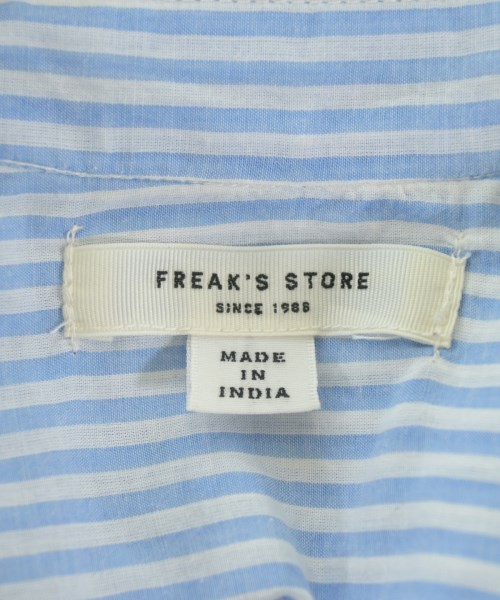 FREAK'S STORE
SINCE 1986
MADE
IN
INDIA